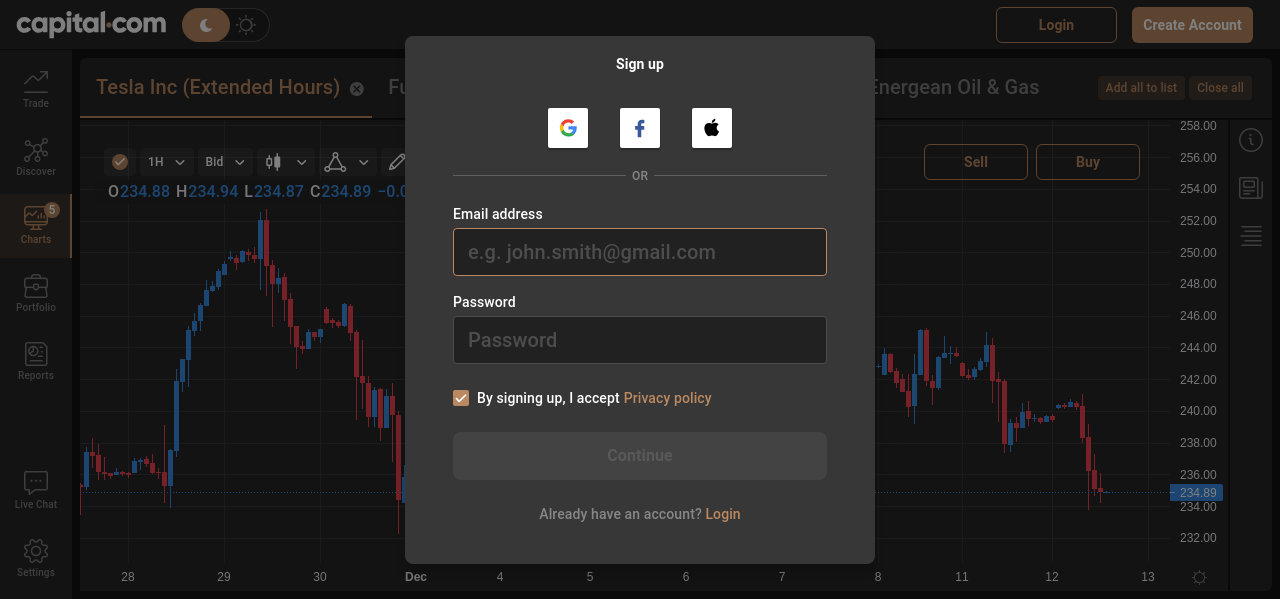 capital.com
Login
Create Account
Sign up
Tesla Inc (Extended Hours)
Fu
Energean Oil & Gas
Add all to list
Close all
Trade
Discover
5
Charts
Portfolio
Reports
Live Chat
Settings
1H
Bid
Sell
Buy
O234.88 H234.94 L234.87 C234.89 −0.0
OR
Email address
e.g. john.smith@gmail.com
Password
Password
By signing up, I accept Privacy policy
Continue
Already have an account? Login
258.00
256.00
254.00
252.00
250.00
248.00
246.00
244.00
242.00
240.00
238.00
236.00
234.89
234.00
232.00
28
29
30
Dec
4
5
6
7
8
11
12
13